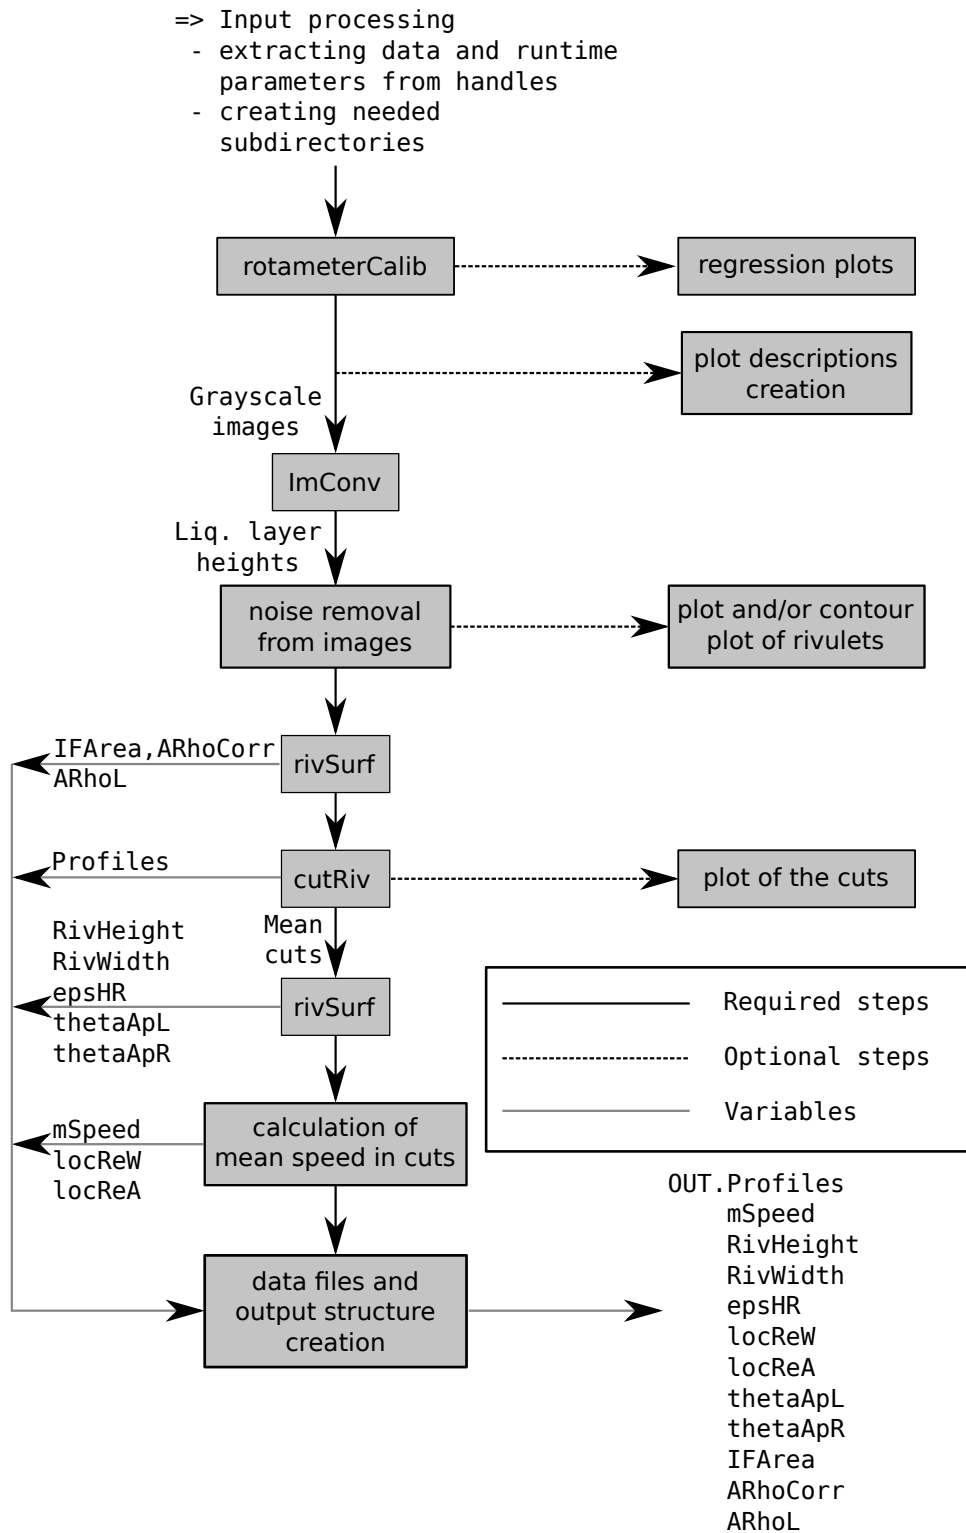 => Input processing
- extracting data and runtime
parameters from handles
- creating needed
subdirectories
rotameterCalib
regression plots
plot descriptions
creation
Grayscale
images
ImConv
Liq. layer
heights
noise removal
from images
plot and/or contour
plot of rivulets
IFArea,ARhoCorr
ARhoL
rivSurf
Profiles
cutRiv
plot of the cuts
Mean
cuts
RivHeight
RivWidth
epsHR
thetaApL
thetaApR
rivSurf
Required steps
Optional steps
Variables
mSpeed
locReW
locReA
calculation of
mean speed in cuts
data files and
output structure
creation
OUT.Profiles
mSpeed
RivHeight
RivWidth
epsHR
locReW
locReA
thetaApL
thetaApR
IFArea
ARhoCorr
ARhoL